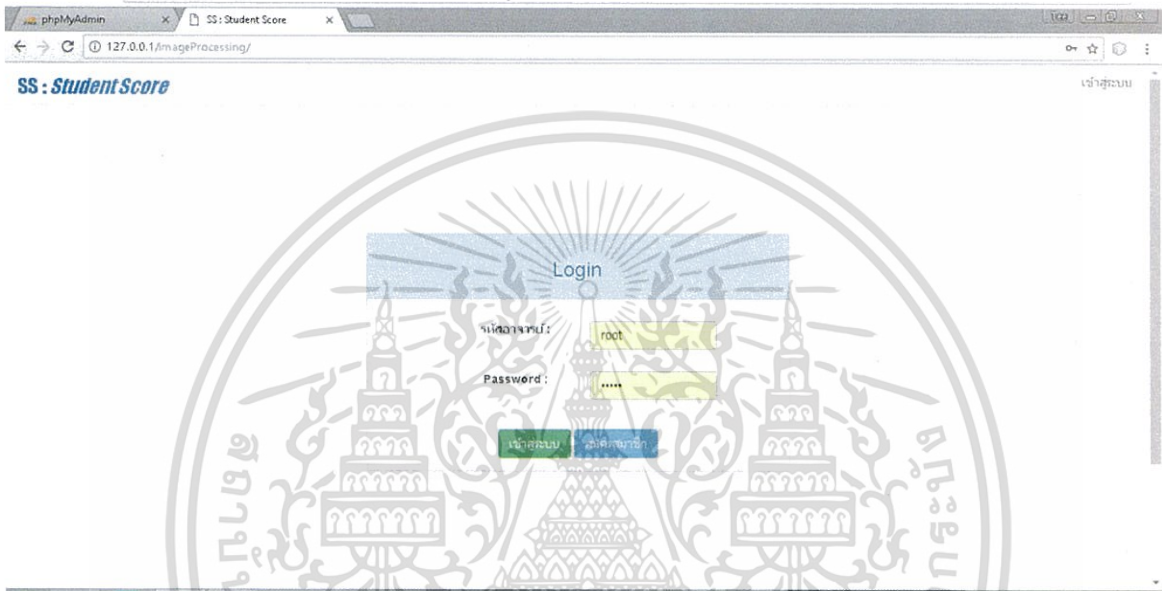 phpMyAdmin
SS : Student Score
127.0.0.1/ImageProcessing/
SS : StudentScore
เข้าสู่ระบบ
Login
รหัสอาจารย์ :
root
Password :
•••••
เข้าสู่ระบบ สมัครสมาชิก